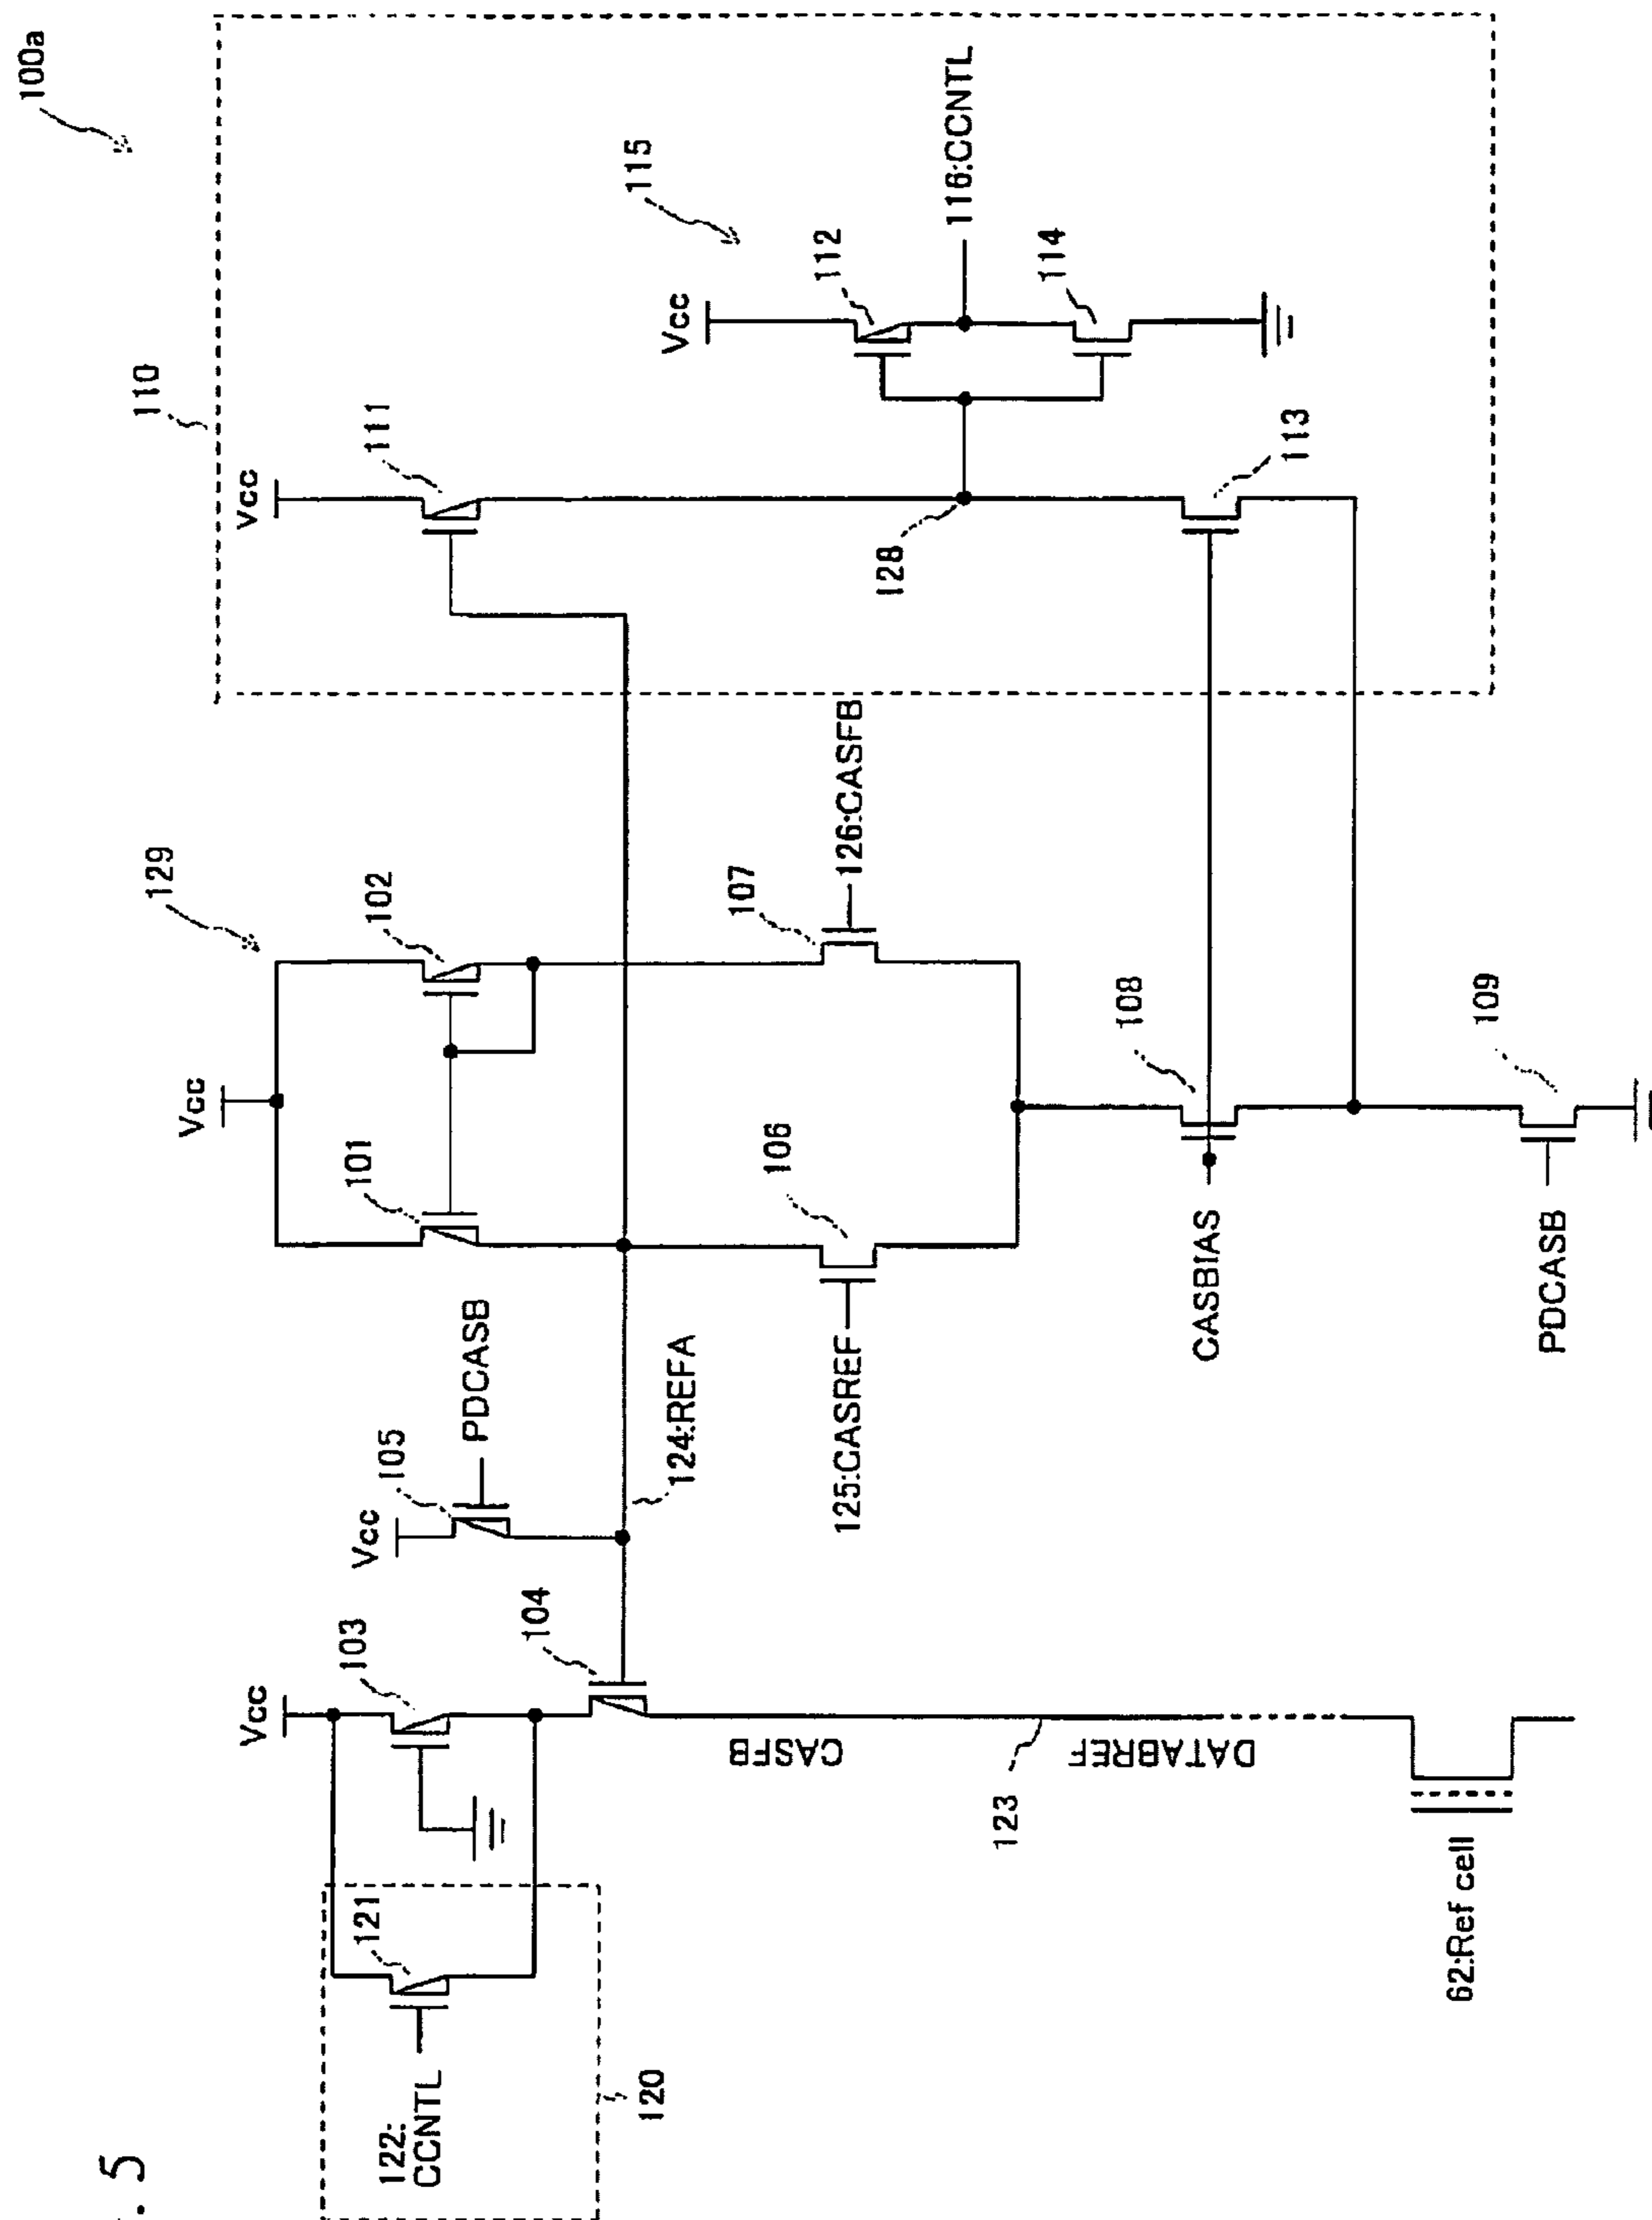 . 5
100a
110
Vcc
111
115
Vcc
112
116:CCNTL
114
128
113
129
Vcc
101
102
106
107
126:CASFB
125:CASREF
108
CASBIAS
109
PDCASB
Vcc
105
PDCASB
124:REFA
Vcc
103
104
CASFB
123
DATABREF
62:Ref cell
121
122:
CCNTL
120